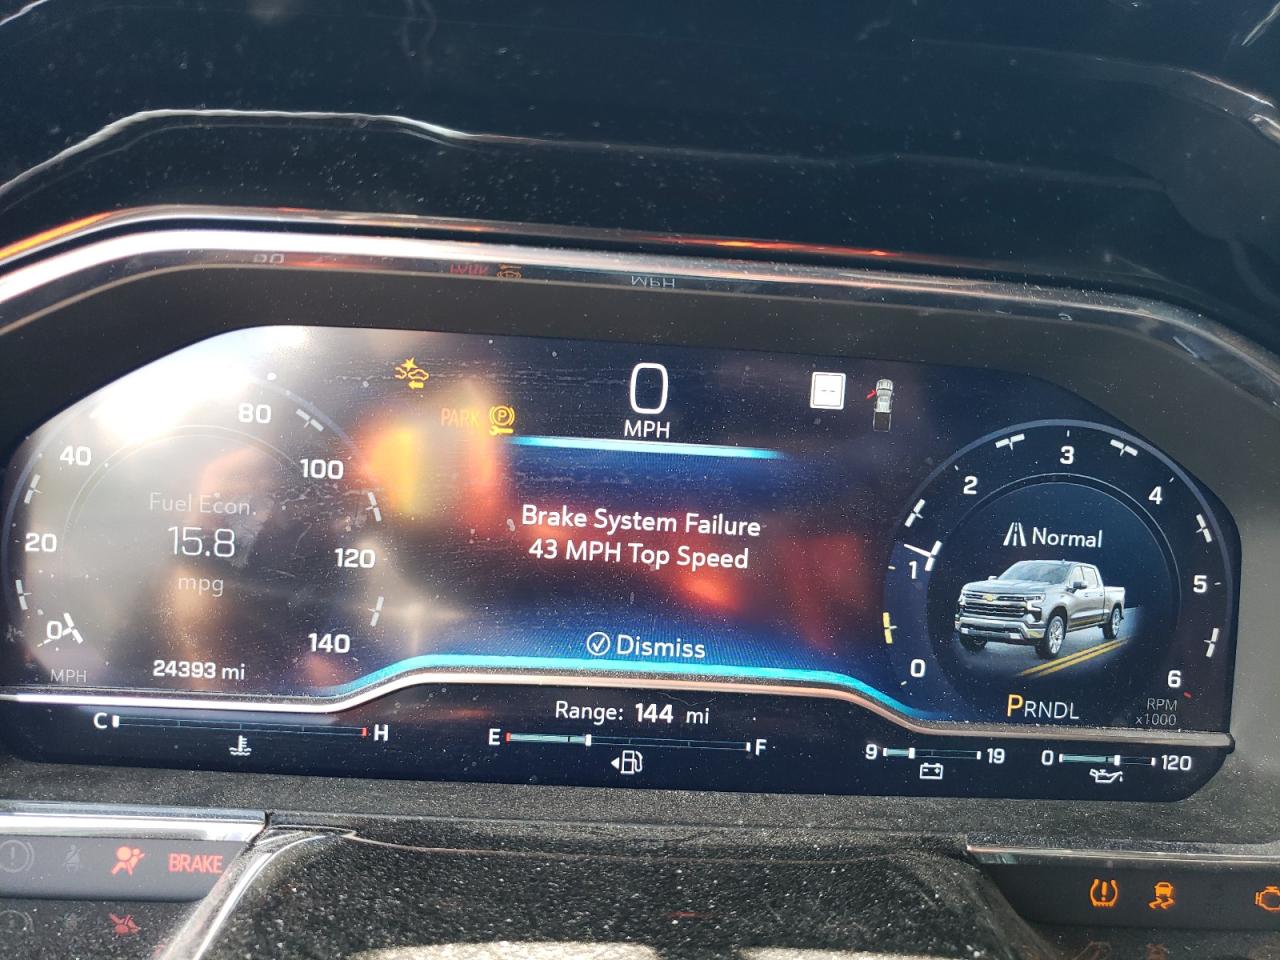 0
MPH
PARK
80
40
100
Fuel Econ.
15.8
mpg
20
120
0
140
MPH
24393 mi
Brake System Failure
43 MPH Top Speed
Dismiss
3
2
4
Normal
1
5
0
6
PRNDL
RPM
x1000
Range: 144 mi
C
H
E
F
9
19
0
120
BRAKE